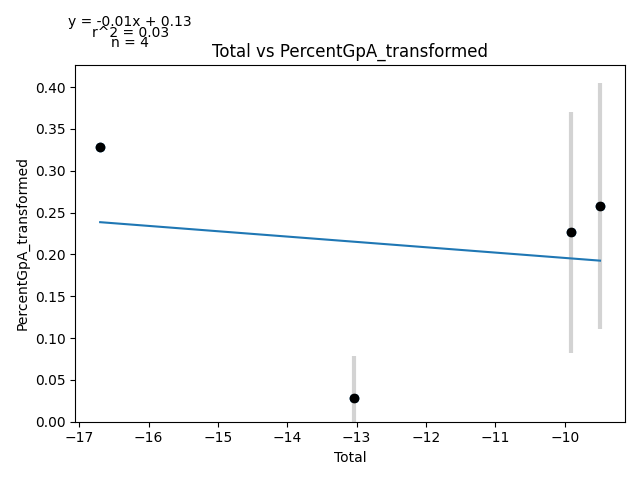 y = -0.01x + 0.13
r^2 = 0.03
n = 4
Total vs PercentGpA_transformed
PercentGpA_transformed
0.40
0.35
0.30
0.25
0.20
0.15
0.10
0.05
0.00
−17 −16 −15 −14 −13 −12 −11 −10
Total